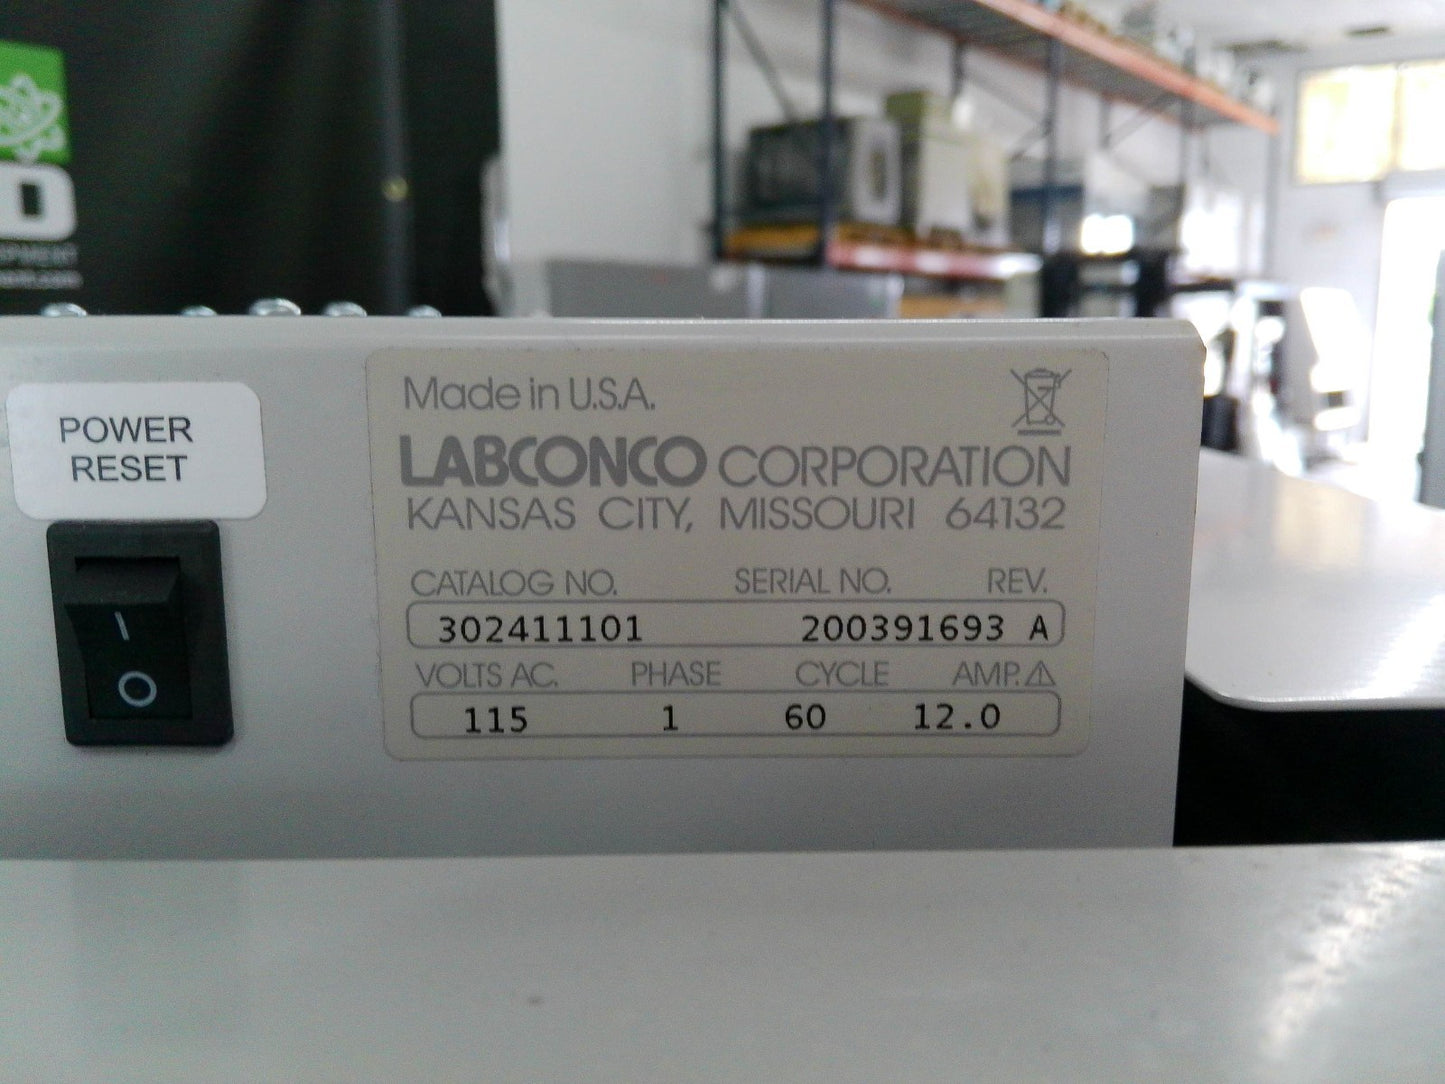 POWER
RESET
Made in U.S.A.
LABCONCO CORPORATION
KANSAS CITY, MISSOURI 64132
CATALOG NO. SERIAL NO. REV.
302411101 200391693 A
VOLTS AC. PHASE CYCLE AMP.⚠
115 1 60 12.0
I
O